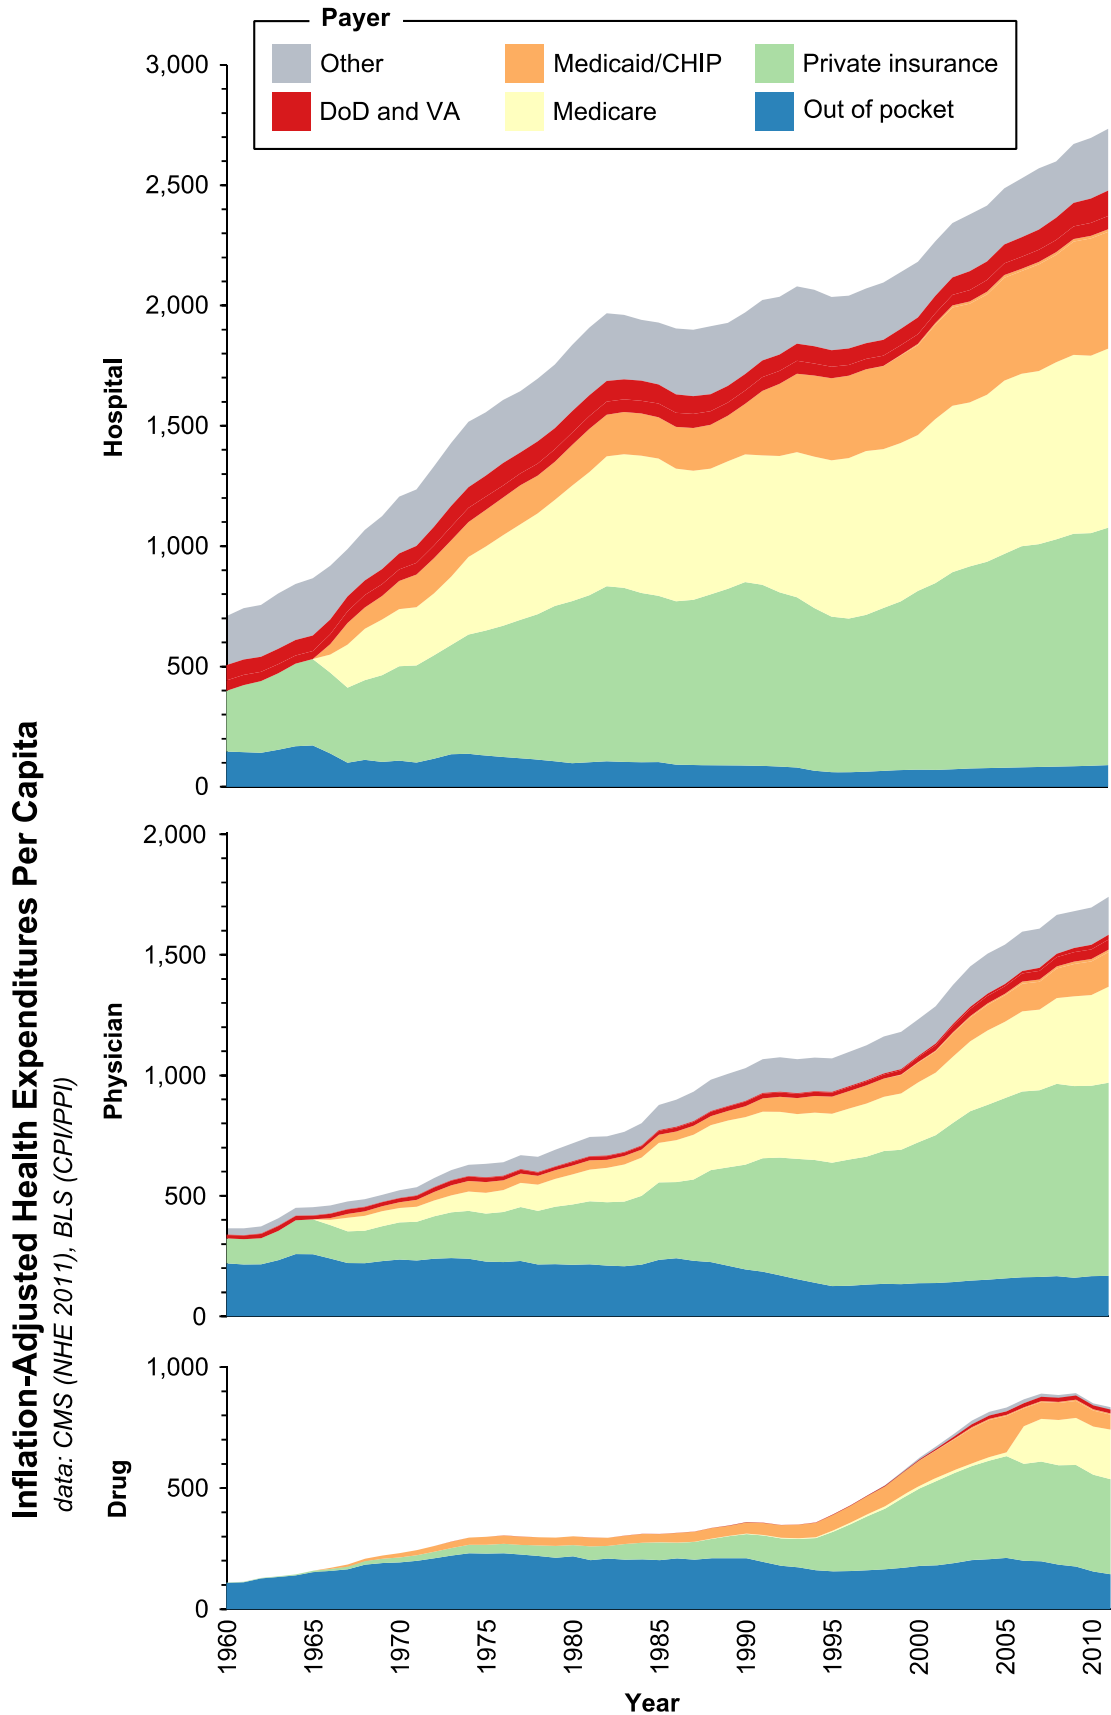 Payer
Other
Medicaid/CHIP
Private insurance
DoD and VA
Medicare
Out of pocket
Inflation-Adjusted Health Expenditures Per Capita
data: CMS (NHE 2011), BLS (CPI/PPI)
Hospital
3,000
2,500
2,000
1,500
1,000
500
0
Physician
2,000
1,500
1,000
500
0
Drug
1,000
500
0
1960
1965
1970
1975
1980
1985
1990
1995
2000
2005
2010
Year